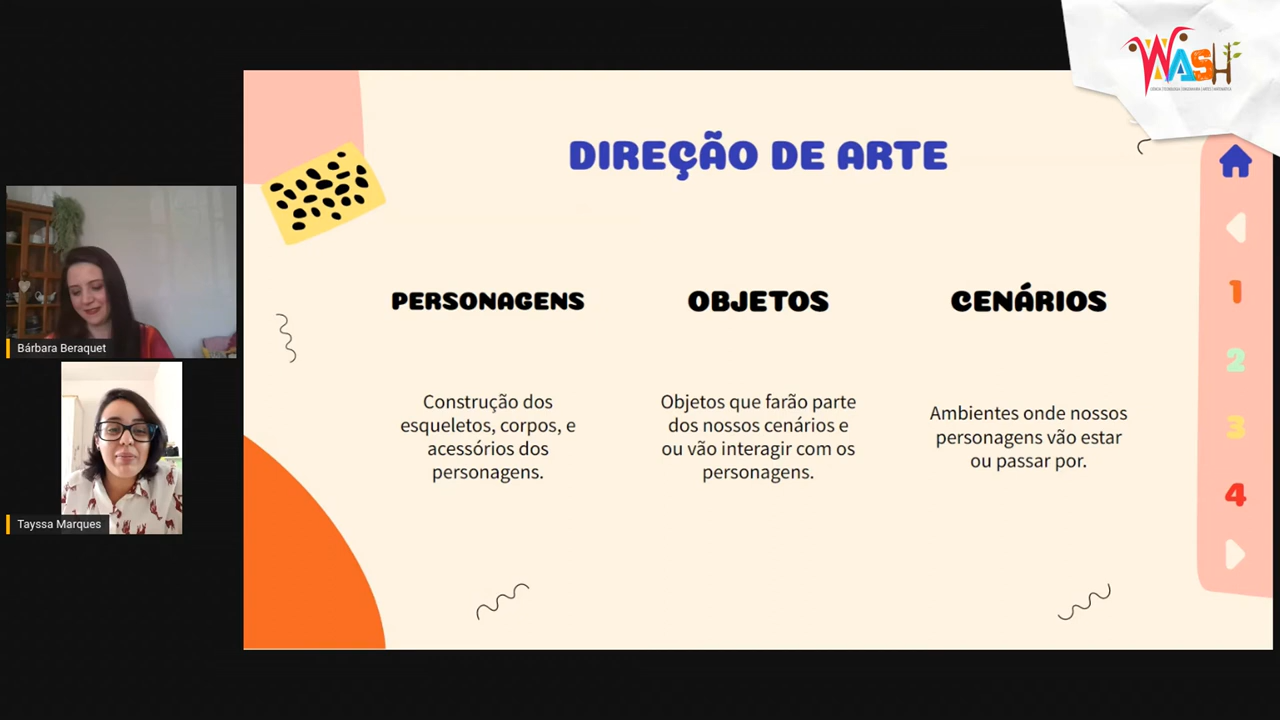 WASH
DIREÇÃO DE ARTE
PERSONAGENS
Construção dos
esqueletos, corpos, e
acessórios dos
personagens.
OBJETOS
Objetos que farão parte
dos nossos cenários e
ou vão interagir com os
personagens.
CENÁRIOS
Ambientes onde nossos
personagens vão estar
ou passar por.
1
2
3
4
Bárbara Beraquet
Tayssa Marques